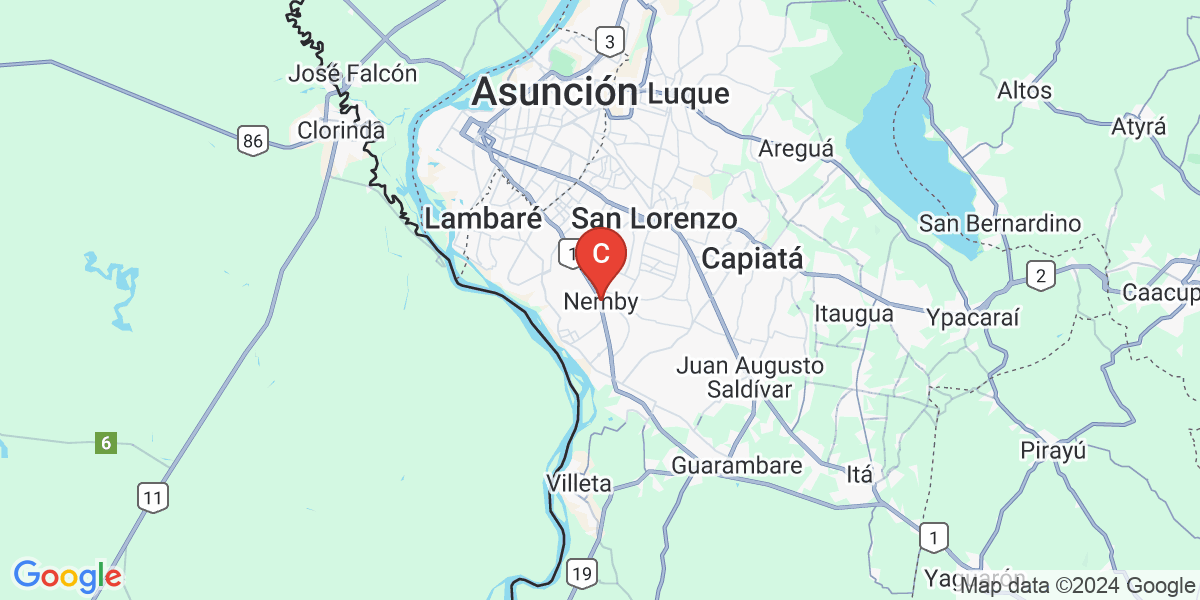 3
José Falcón
Asunción
Luque
Altos
Clorinda
86
Atyrá
Areguá
Lambaré
San Lorenzo
San Bernardino
1
C
Capiatá
2
Nemby
Itaugua
Ypacaraí
Caacup
Juan Augusto
Saldívar
6
Pirayú
Guarambare
Itá
11
Villeta
1
19
Google
Yaguarón
Map data ©2024 Google